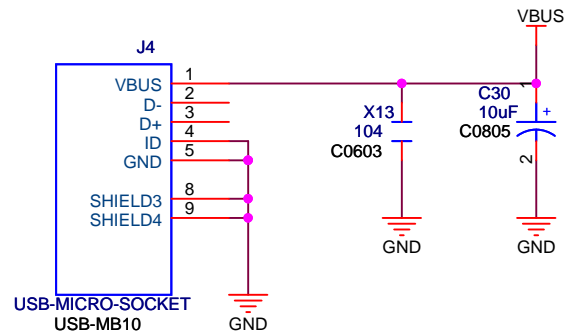 VBUS
J4
VBUS 1
D- 2
D+ 3
ID 4
GND 5
SHIELD3 8
SHIELD4 9
USB-MICRO-SOCKET
USB-MB10
GND
X13
104
C0603
GND
1
C30
10uF +
C0805
2
GND